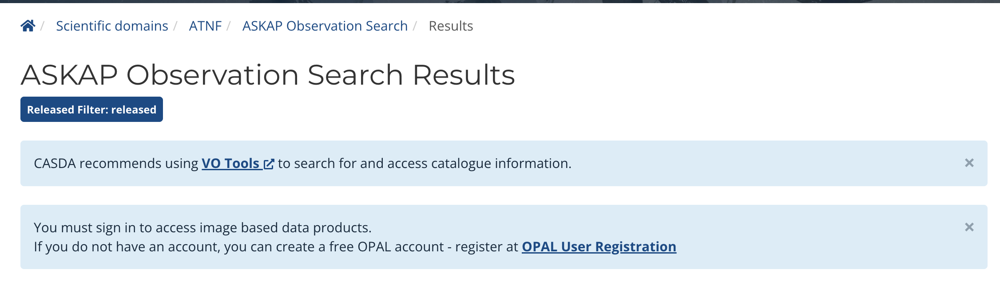 / Scientific domains / ATNF / ASKAP Observation Search / Results
ASKAP Observation Search Results
Released Filter: released
CASDA recommends using VO Tools to search for and access catalogue information.
You must sign in to access image based data products.
If you do not have an account, you can create a free OPAL account - register at OPAL User Registration